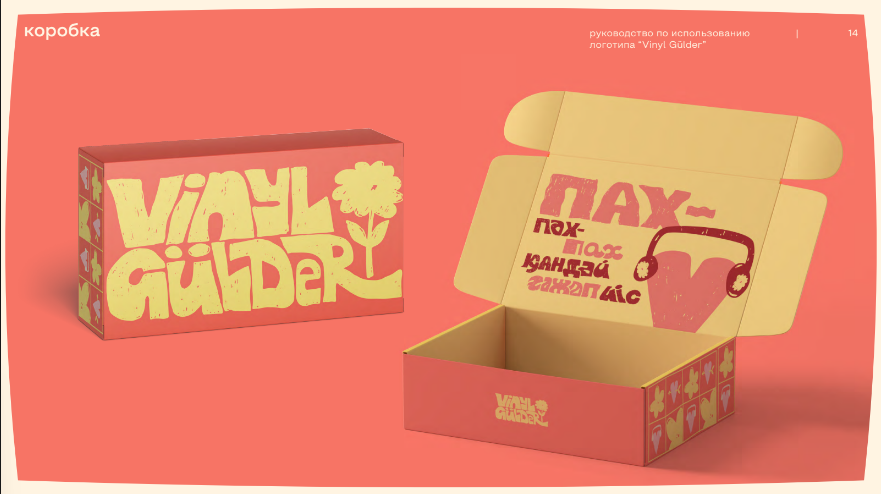 коробка
руководство по использованию
логотипа "Vinyl Gülder"
|
14
VINYL
GÜLDER
ПАХ-
пах-
пах
қандай
ғажап иіс
VINYL
GÜLDER